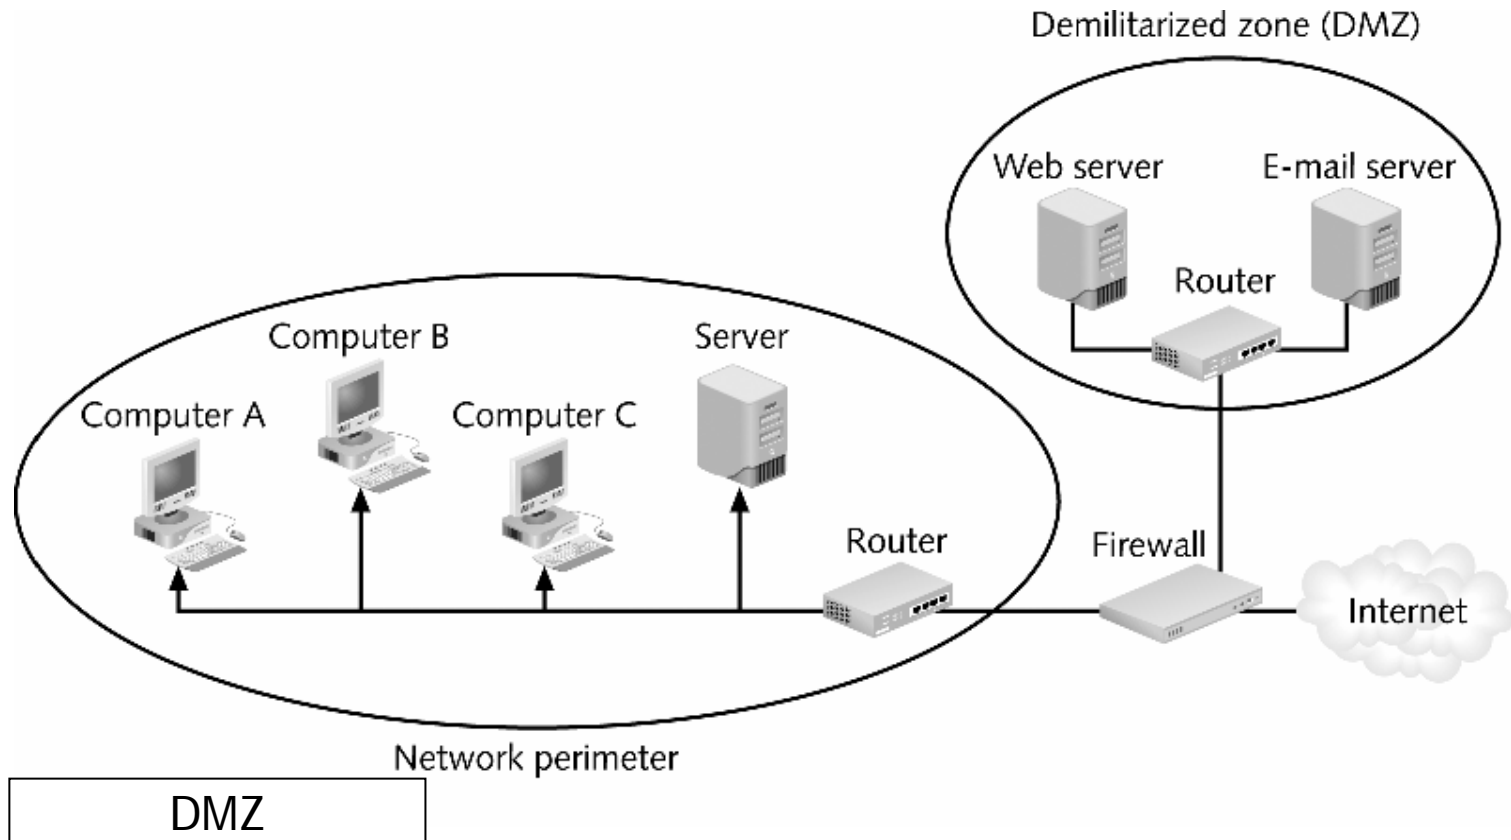 Demilitarized zone (DMZ)
Web server
E-mail server
Router
Computer B
Server
Computer A
Computer C
Router
Firewall
Internet
Network perimeter
DMZ